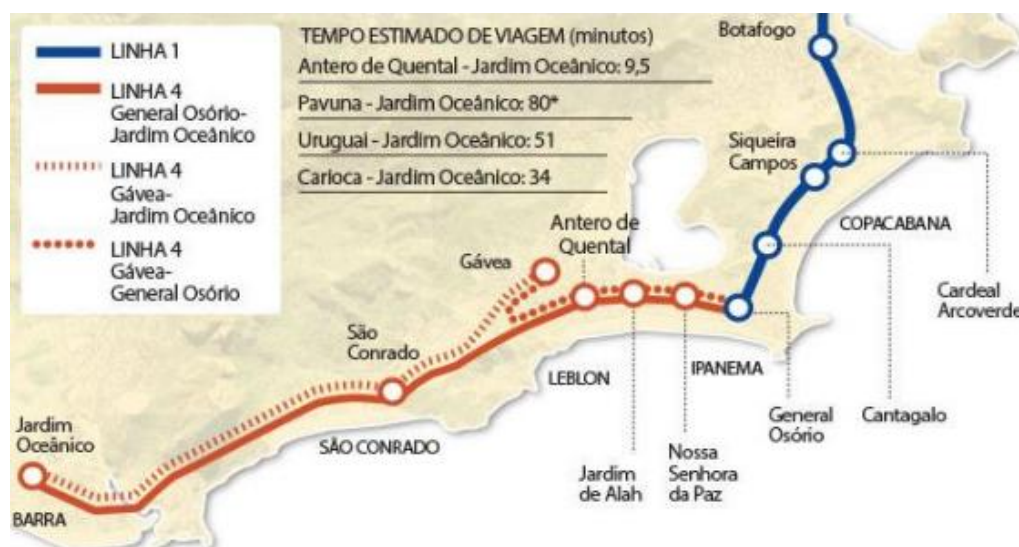 LINHA 1
LINHA 4
General Osório-
Jardim Oceânico
LINHA 4
Gávea-
Jardim Oceânico
LINHA 4
Gávea-
General Osório
TEMPO ESTIMADO DE VIAGEM (minutos)
Antero de Quental - Jardim Oceânico: 9,5
Pavuna - Jardim Oceânico: 80*
Uruguai - Jardim Oceânico: 51
Carioca - Jardim Oceânico: 34
Botafogo
Siqueira
Campos
COPACABANA
Cardeal
Arcoverde
Antero de
Quental
Gávea
São
Conrado
LEBLON
IPANEMA
General
Osório
Cantagalo
Jardim
Oceânico
SÃO CONRADO
Jardim
de Alah
Nossa
Senhora
da Paz
BARRA